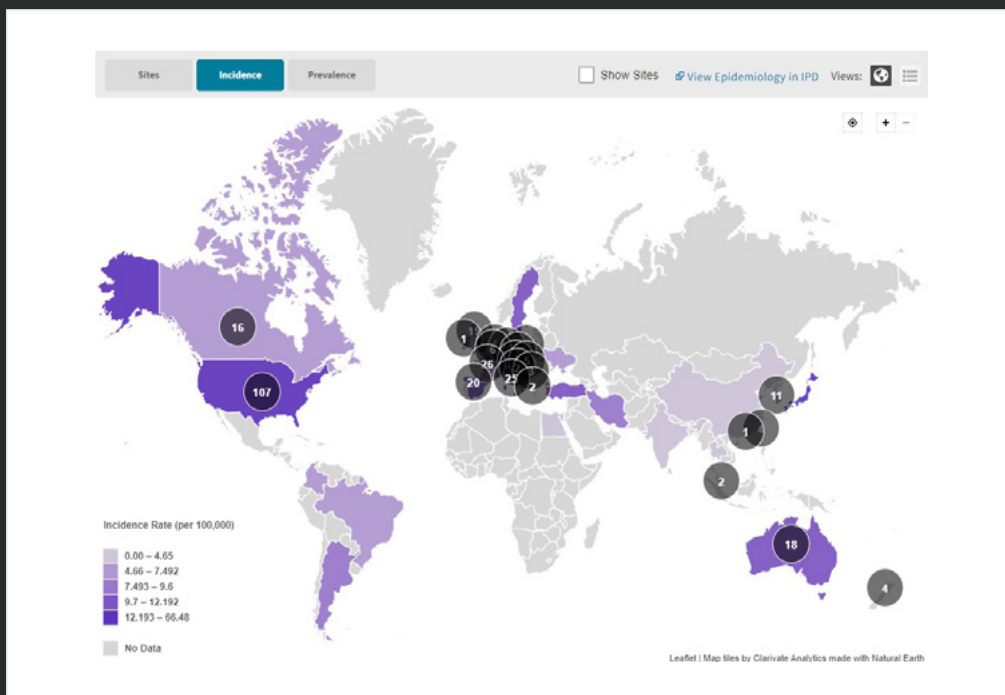 Sites Incidence Prevalence Show Sites View Epidemiology in IPD Views:
+ −
16
107
1
26
20
25
2
11
1
2
18
4
Incidence Rate (per 100,000)
0.00 – 4.65
4.66 – 7.492
7.493 – 9.6
9.7 – 12.192
12.193 – 66.48
No Data
Leaflet | Map tiles by Clarivate Analytics made with Natural Earth